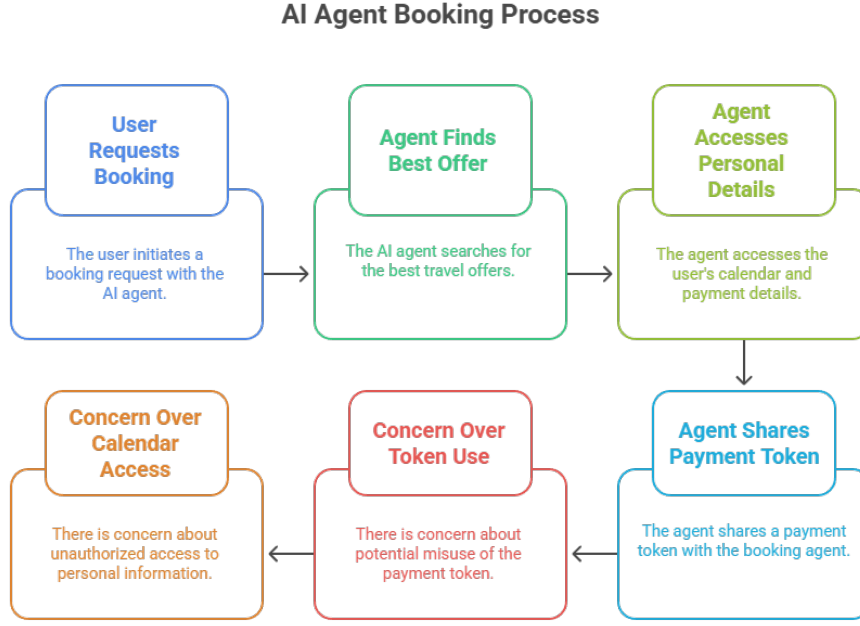 AI Agent Booking Process
User
Requests
Booking
The user initiates a
booking request with the
AI agent.
Agent Finds
Best Offer
The AI agent searches for
the best travel offers.
Agent
Accesses
Personal
Details
The agent accesses the
user's calendar and
payment details.
Agent Shares
Payment Token
The agent shares a payment
token with the booking agent.
Concern Over
Token Use
There is concern about
potential misuse of the
payment token.
Concern Over
Calendar
Access
There is concern about
unauthorized access to
personal information.